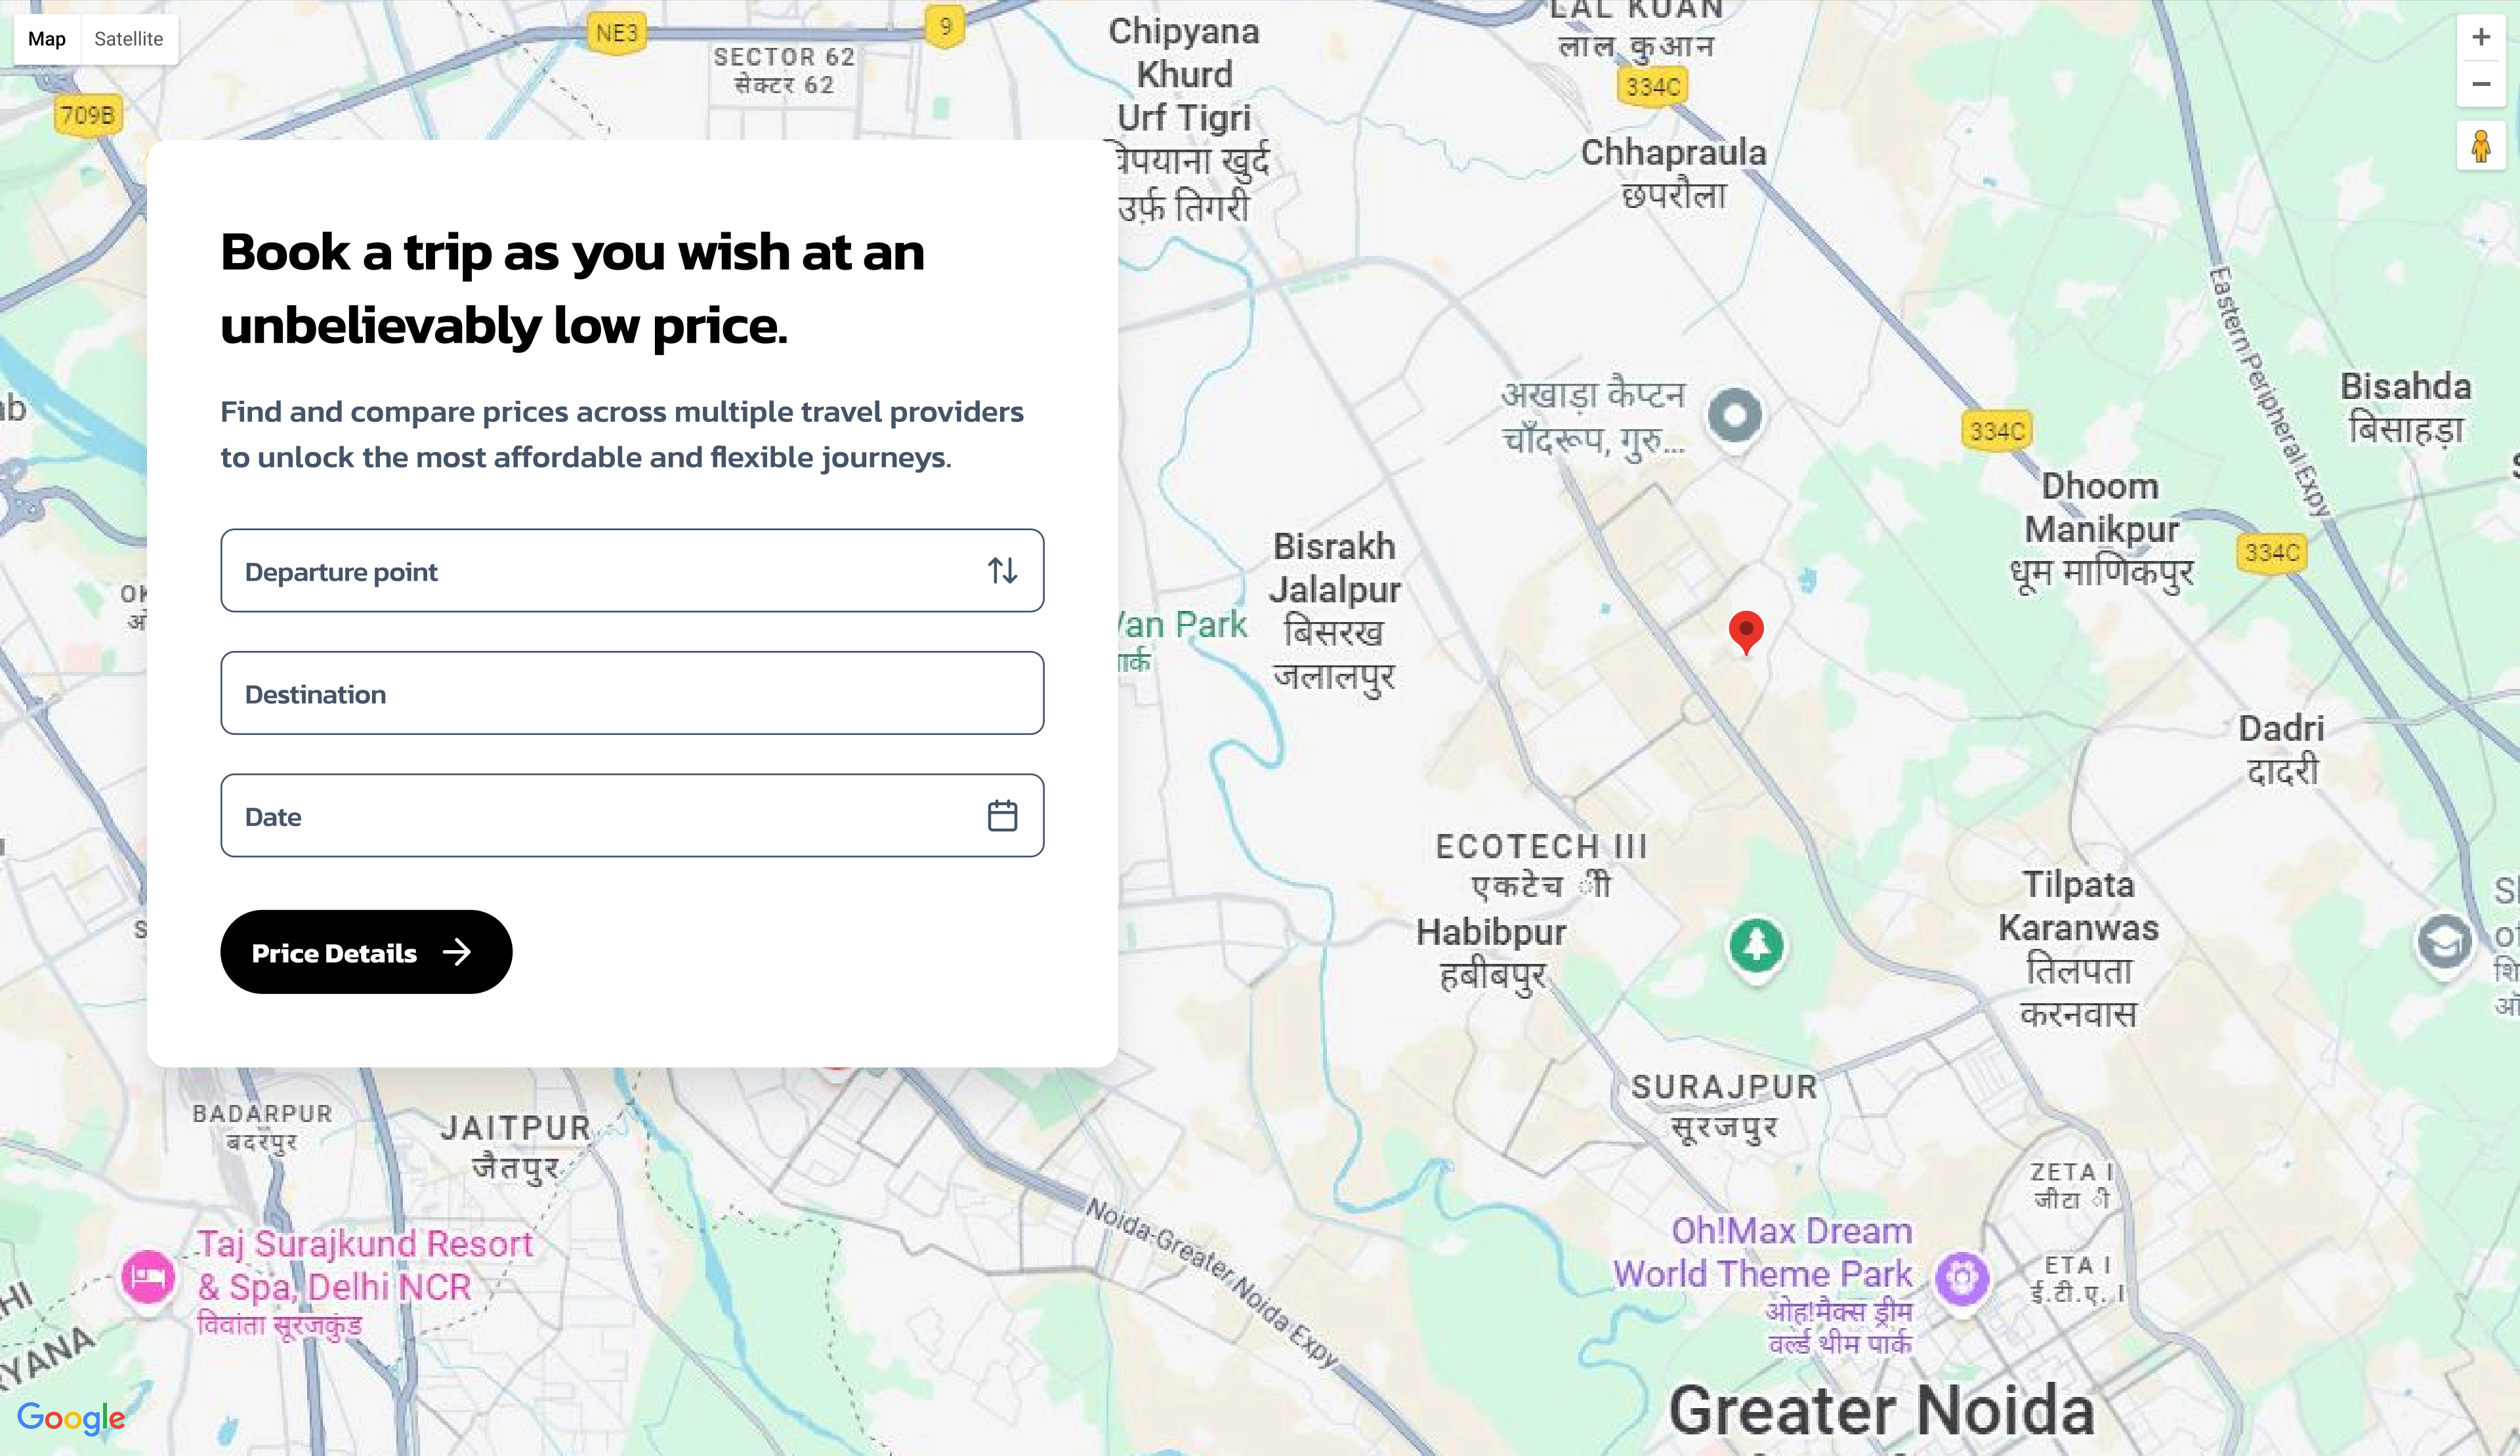 Map
Satellite
NE3
9
709B
SECTOR 62
सेक्टर 62
Chipyana
Khurd
Urf Tigri
उर्फ़ तिगरी
LAL KUAN
लाल कुआन
334C
Chhapraula
छपरौला
Book a trip as you wish at an
unbelievably low price.
Find and compare prices across multiple travel providers
to unlock the most affordable and flexible journeys.
Departure point
Destination
Date
Price Details
अखाड़ा कैप्टन
चाँदरूप, गुरु...
334C
Eastern Peripheral Expy
Bisahda
बिसाहड़ा
Dhoom
Manikpur
धूम माणिकपुर
334C
Bisrakh
Jalalpur
बिसरख
जलालपुर
Park
Dadri
दादरी
ECOTECH III
एकटेच ीी
Habibpur
हबीबपुर
Tilpata
Karanwas
तिलपता
करनवास
SURAJPUR
सूरजपुर
BADARPUR
बदरपुर
JAITPUR
जैतपुर
ZETA I
जीटा ी
Noida-Greater Noida Expy
Taj Surajkund Resort
& Spa, Delhi NCR
विवांता सूरजकुंड
Oh!Max Dream
World Theme Park
ओह!मैक्स ड्रीम
वर्ल्ड थीम पार्क
ETA I
ई.टी.ए. I
Google
Greater Noida